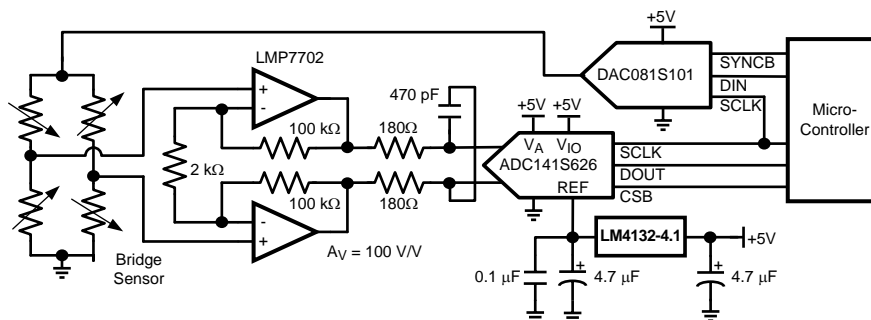 +5V
LMP7702
DAC081S101
SYNCB
DIN
SCLK
Micro-
Controller
470 pF
+5V
+5V
-
+
100 kΩ
180Ω
2 kΩ
VA
VIO
ADC141S626
REF
SCLK
DOUT
CSB
100 kΩ
180Ω
-
+
AV = 100 V/V
Bridge
Sensor
LM4132-4.1
+5V
0.1 µF
+
4.7 µF
+
4.7 µF